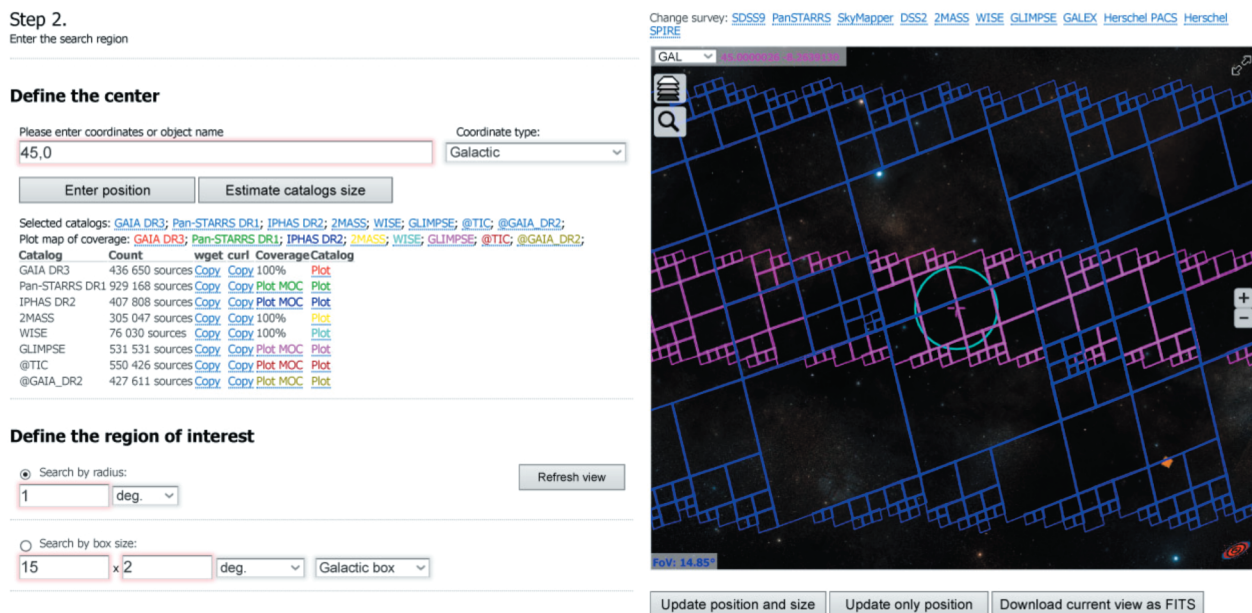 Step 2.
Enter the search region
Define the center
Please enter coordinates or object name
Coordinate type:
45,0
Galactic
Enter position
Estimate catalogs size
Selected catalogs: GAIA DR3; Pan-STARRS DR1; IPHAS DR2; 2MASS; WISE; GLIMPSE; @TIC; @GAIA_DR2;
Plot map of coverage: GAIA DR3; Pan-STARRS DR1; IPHAS DR2; 2MASS; WISE; GLIMPSE; @TIC; @GAIA_DR2;
Catalog Count wget curl Coverage Catalog
GAIA DR3 436 650 sources Copy Copy 100% Plot
Pan-STARRS DR1 929 168 sources Copy Copy Plot MOC Plot
IPHAS DR2 407 808 sources Copy Copy Plot MOC Plot
2MASS 305 047 sources Copy Copy 100% Plot
WISE 76 030 sources Copy Copy 100% Plot
GLIMPSE 531 531 sources Copy Copy Plot MOC Plot
@TIC 550 426 sources Copy Copy Plot MOC Plot
@GAIA_DR2 427 611 sources Copy Copy Plot MOC Plot
Define the region of interest
Search by radius:
1 deg.
Refresh view
Search by box size:
15 x 2 deg. Galactic box
Change survey: SDSS9 PanSTARRS SkyMapper DSS2 2MASS WISE GLIMPSE GALEX Herschel PACS Herschel
SPIRE
GAL
+
−
FoV: 14.85°
Update position and size
Update only position
Download current view as FITS